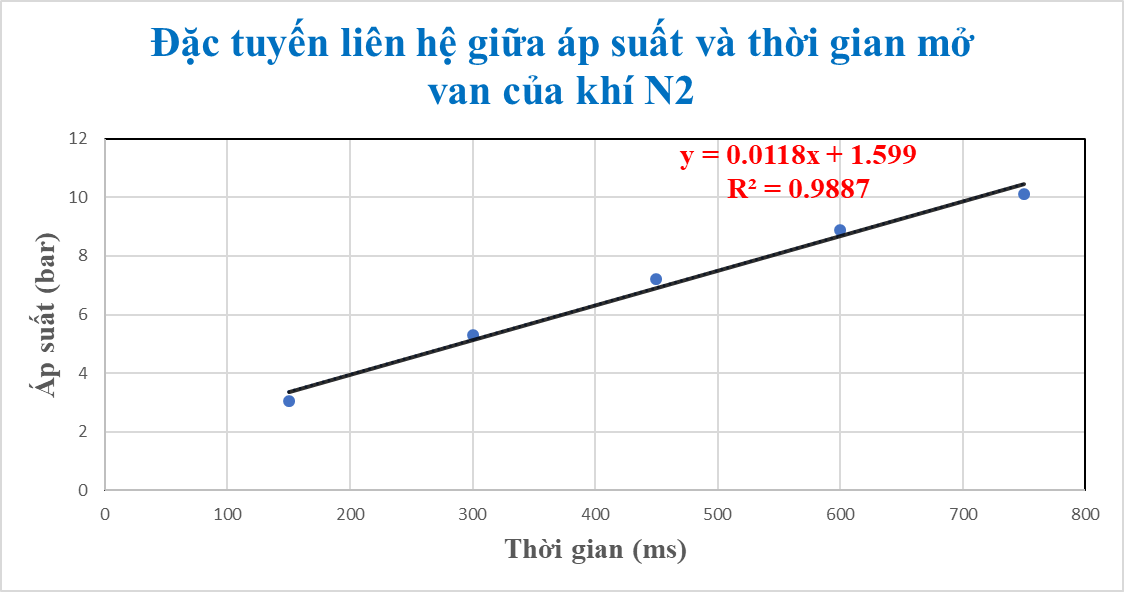 Đặc tuyến liên hệ giữa áp suất và thời gian mở
van của khí N2
12
y = 0.0118x + 1.599
R² = 0.9887
10
8
6
4
2
0
Áp suất (bar)
0 100 200 300 400 500 600 700 800
Thời gian (ms)